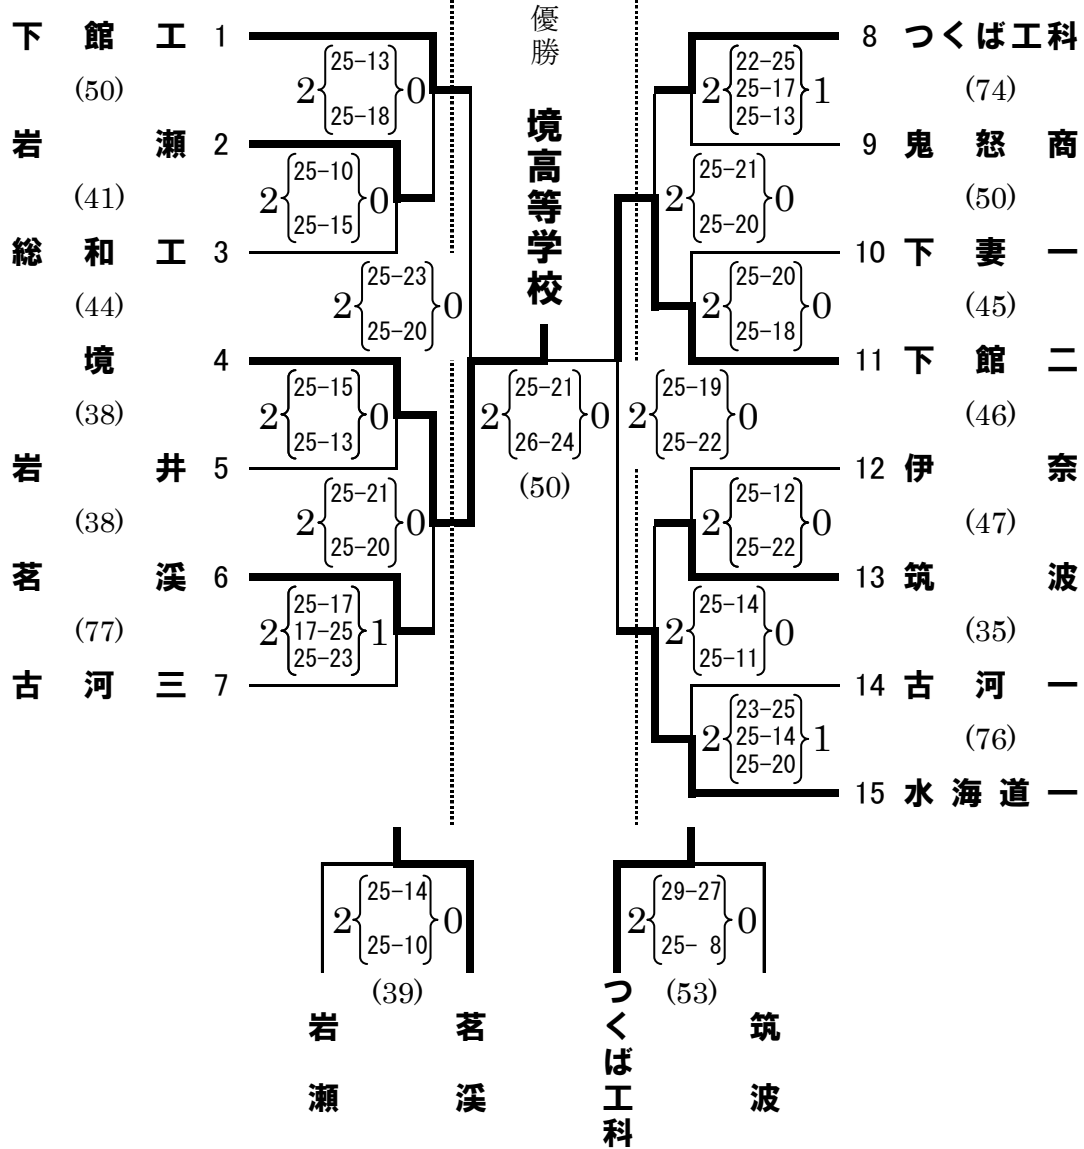 優勝
境高等学校
下館工 1
(50)
岩瀬 2
(41)
総和工 3
(44)
境 4
(38)
岩井 5
(38)
茗渓 6
(77)
古河三 7
2 25-13 0
25-18
2 25-10 0
25-15
2 25-23 0
25-20
2 25-15 0
25-13
2 25-21 0
25-20
25-17
2 17-25 1
25-23
2 25-21 0
26-24
(50)
8 つくば工科
(74)
9 鬼怒商
(50)
10 下妻一
(45)
11 下館二
(46)
12 伊奈
(47)
13 筑波
(35)
14 古河一
(76)
15 水海道一
22-25
2 25-17 1
25-13
2 25-21 0
25-20
2 25-20 0
25-18
2 25-19 0
25-22
2 25-12 0
25-22
2 25-14 0
25-11
23-25
2 25-14 1
25-20
2 25-14 0
25-10
(39)
岩瀬
茗渓
2 29-27 0
25- 8
(53)
つくば工科
筑波